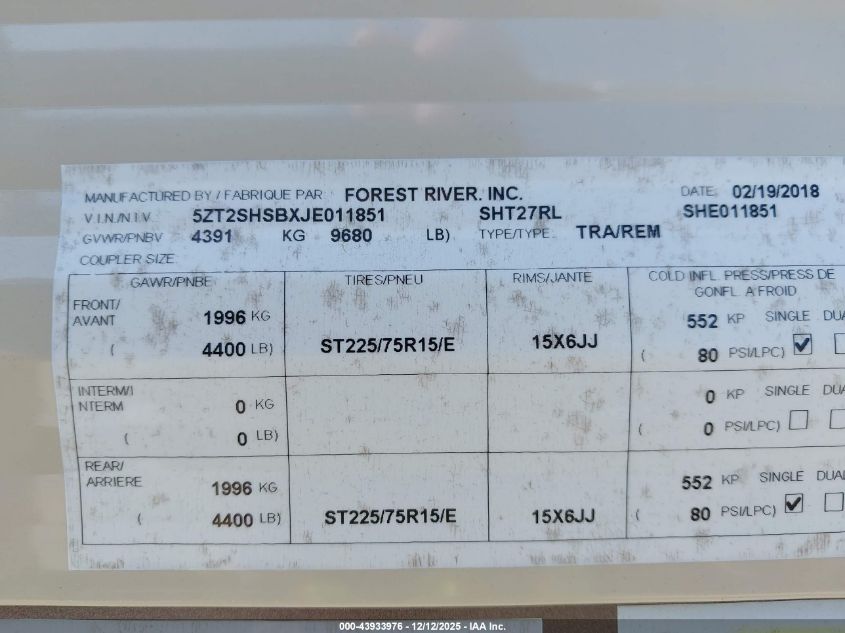 MANUFACTURED BY / FABRIQUE PAR: FOREST RIVER. INC. DATE: 02/19/2018
V.I.N./N.I.V. 5ZT2SHSBXJE011851 SHT27RL SHE011851
GVWR/PNBV 4391 KG 9680 LB) TYPE/TYPE: TRA/REM
COUPLER SIZE:
GAWR/PNBE TIRES/PNEU RIMS/JANTE COLD INFL. PRESS/PRESS DE
GONFL. A FROID
FRONT/ 1996 KG 552 KP SINGLE DUA
AVANT
( 4400 LB) ST225/75R15/E 15X6JJ ( 80 PSI/LPC)
INTERM/I 0 KG 0 KP SINGLE DUA
NTERM
( 0 LB) ( 0 PSI/LPC)
REAR/
ARRIERE 1996 KG 552 KP SINGLE DUAL
( 4400 LB) ST225/75R15/E 15X6JJ ( 80 PSI/LPC)
000-43933976 - 12/12/2025 - IAA Inc.